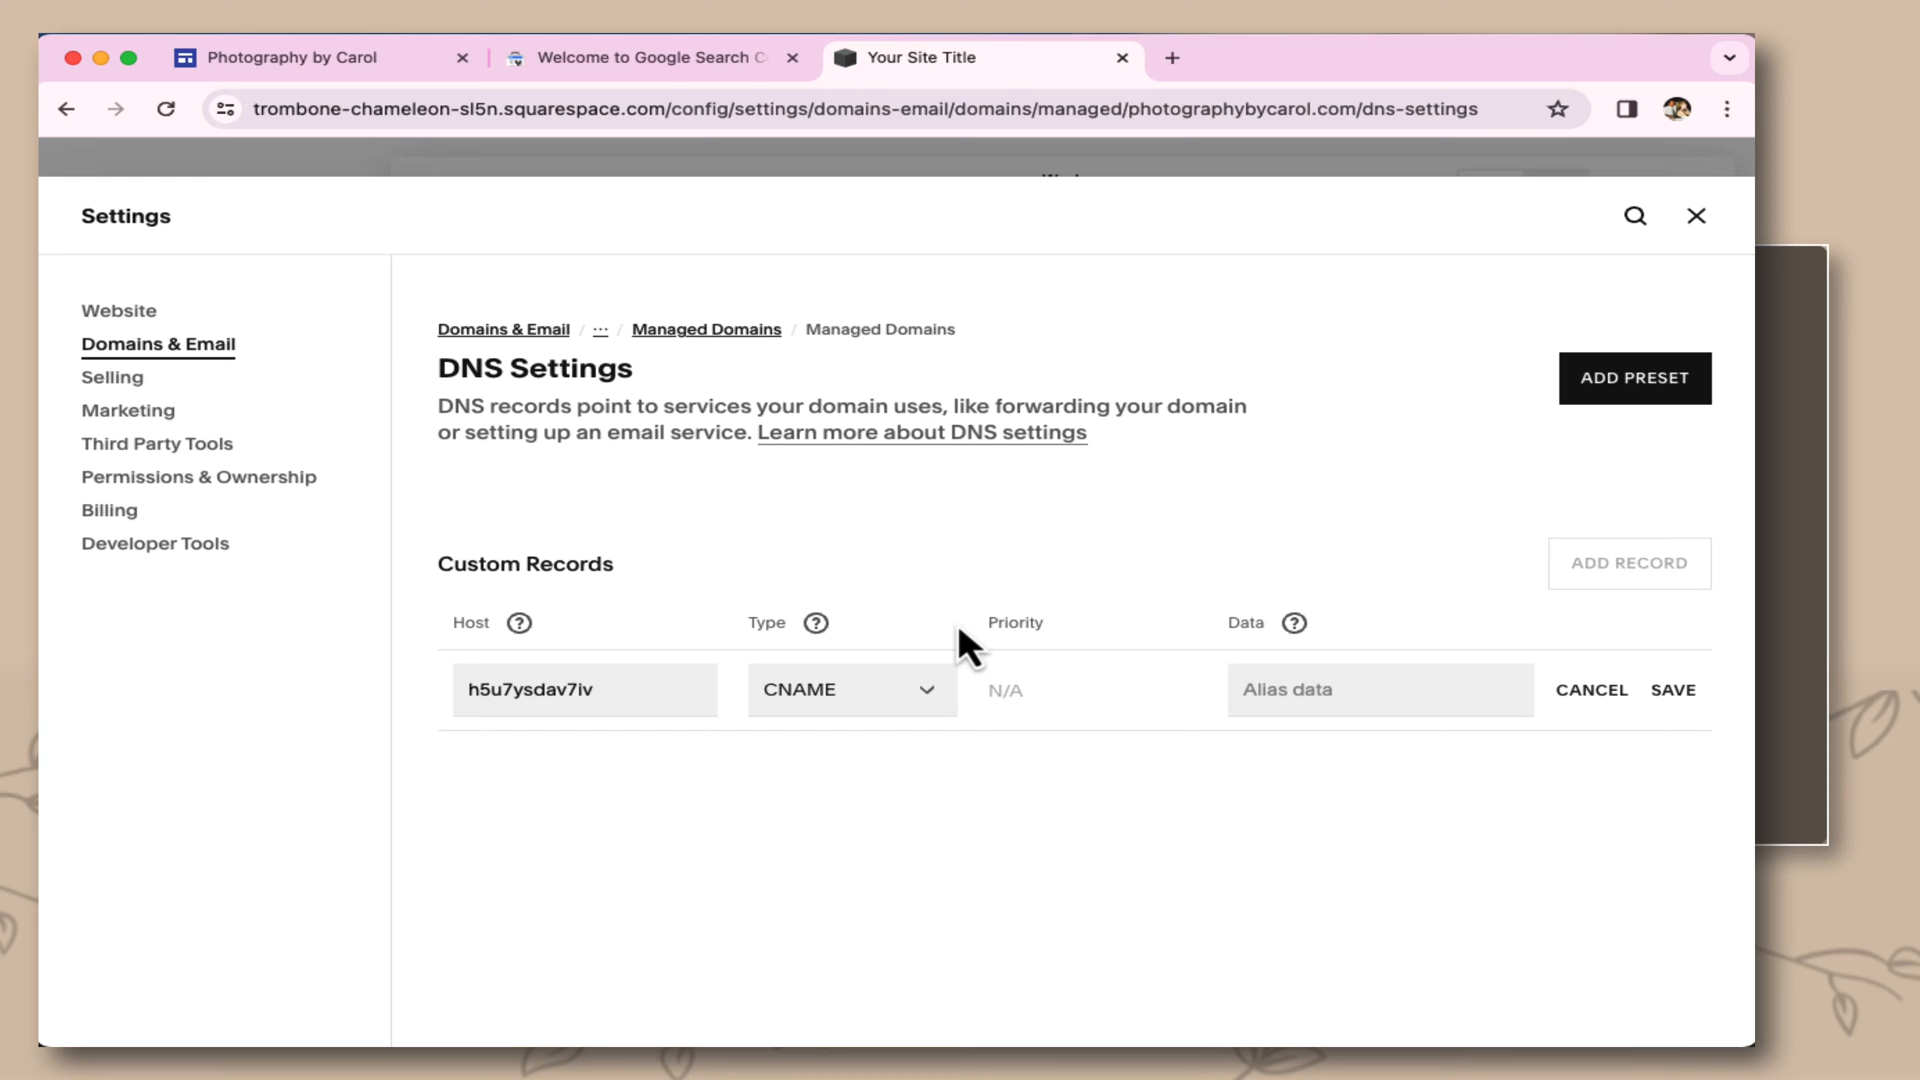 Photography by Carol
Welcome to Google Search C
Your Site Title
trombone-chameleon-sl5n.squarespace.com/config/settings/domains-email/domains/managed/photographybycarol.com/dns-settings
Settings
Website
Domains & Email
Selling
Marketing
Third Party Tools
Permissions & Ownership
Billing
Developer Tools
Domains & Email / ... / Managed Domains / Managed Domains
DNS Settings
ADD PRESET
DNS records point to services your domain uses, like forwarding your domain
or setting up an email service. Learn more about DNS settings
Custom Records
ADD RECORD
Host ? Type ? Priority Data ?
h5u7ysdav7iv CNAME N/A Alias data CANCEL SAVE